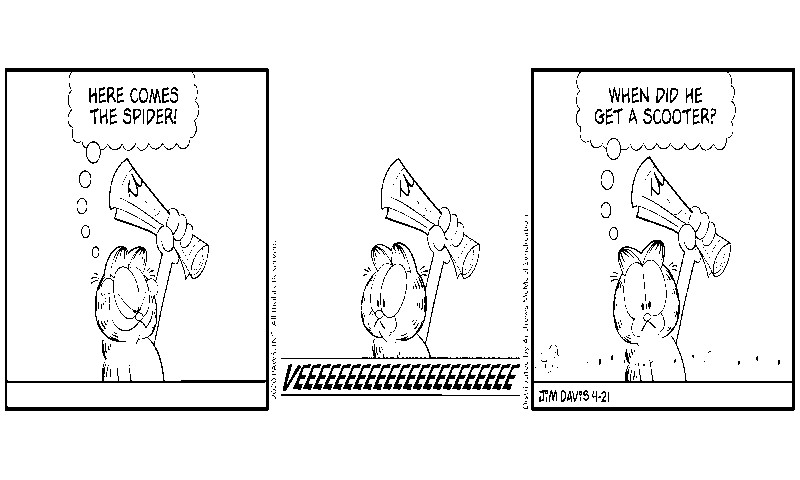 HERE COMES
THE SPIDER!
VEEEEEEEEEEEEEEEEEEEEEE
WHEN DID HE
GET A SCOOTER?
JIM DAVIS 4-21